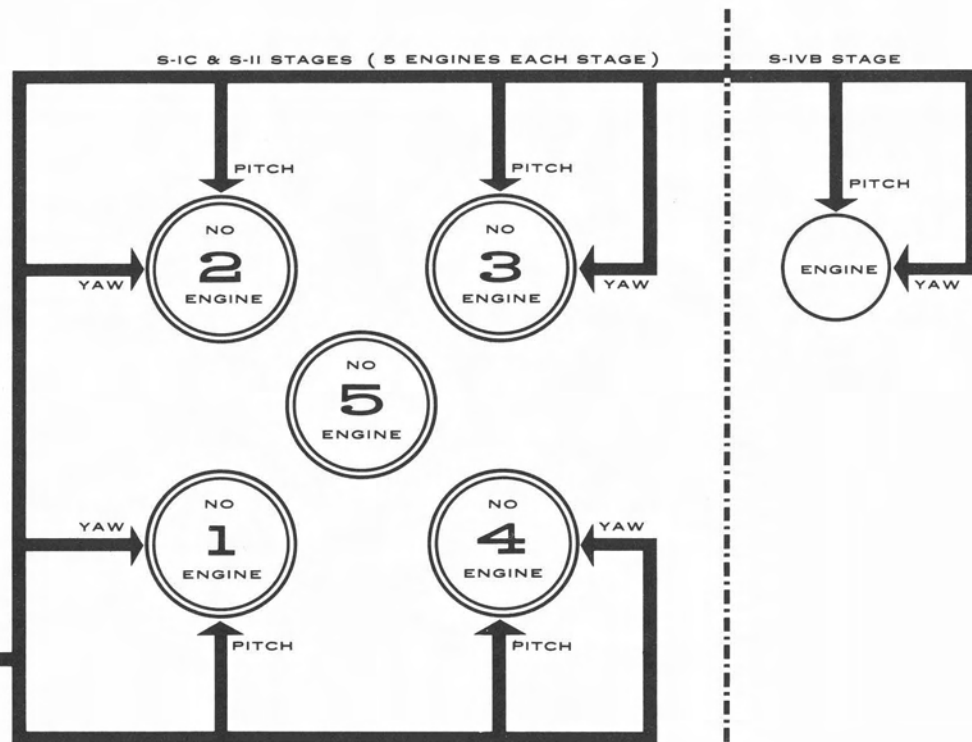 S-IC & S-II STAGES ( 5 ENGINES EACH STAGE )
S-IVB STAGE
PITCH
PITCH
PITCH
NO
2
ENGINE
YAW
NO
3
ENGINE
YAW
ENGINE
YAW
NO
5
ENGINE
YAW
NO
1
ENGINE
PITCH
NO
4
ENGINE
YAW
PITCH